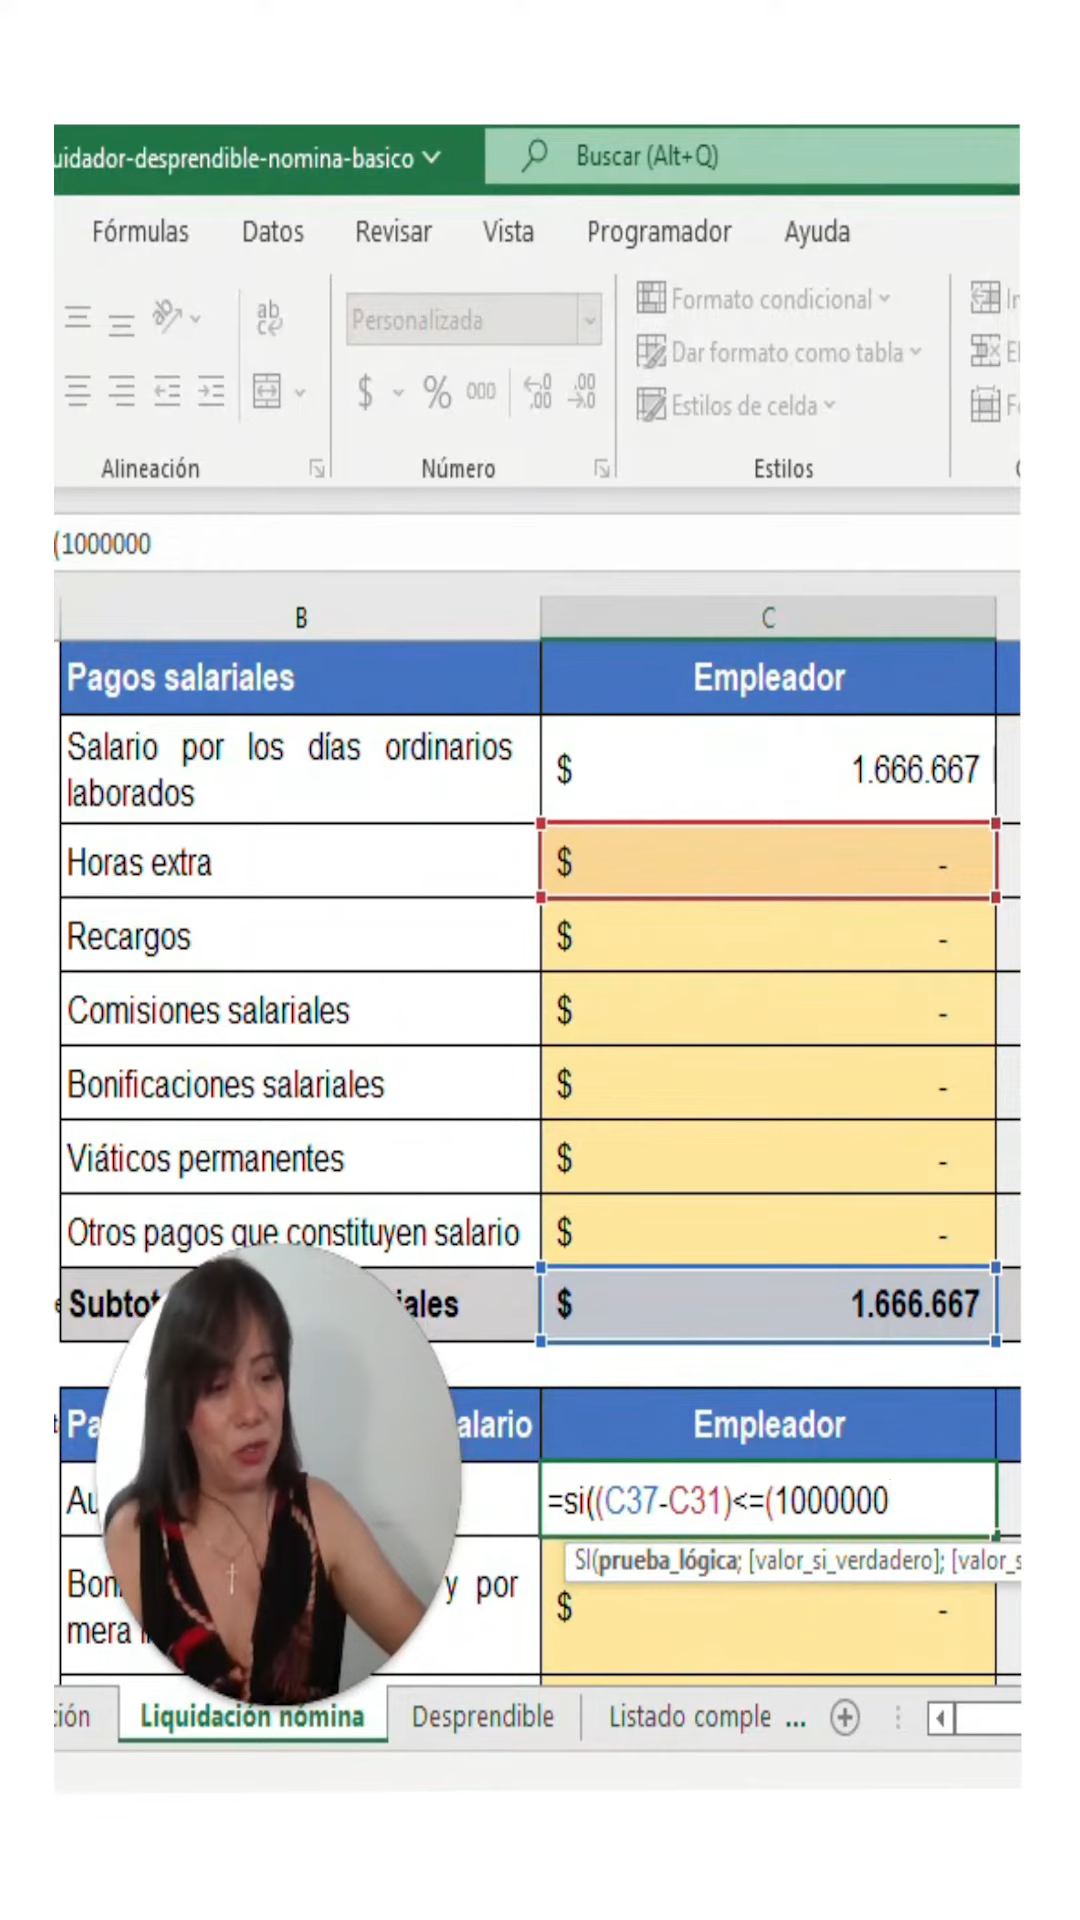 uidador-desprendible-nomina-basico
Buscar (Alt+Q)
Fórmulas Datos Revisar Vista Programador Ayuda
ab
Personalizada
Formato condicional
Dar formato como tabla
$ % 000
Estilos de celda
Alineación Número Estilos
(1000000
B C
Pagos salariales Empleador
Salario por los días ordinarios
laborados $ 1.666.667
Horas extra $ -
Recargos $ -
Comisiones salariales $ -
Bonificaciones salariales $ -
Viáticos permanentes $ -
Otros pagos que constituyen salario $ -
Subtot iales $ 1.666.667
Pa alario Empleador
Au =si((C37-C31)<=(1000000
SI(prueba_lógica; [valor_si_verdadero]; [valor_s
Bon y por $ -
mera
ción Liquidación nómina Desprendible Listado comple ...